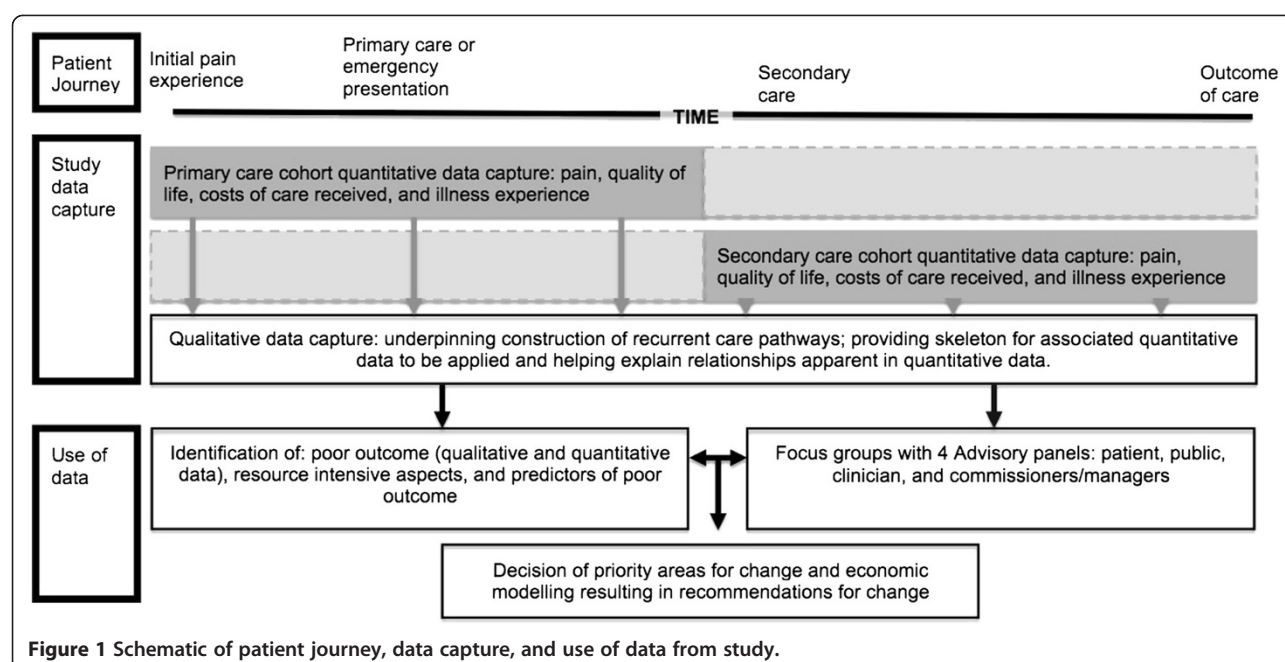 Patient
Journey
Initial pain
experience
Primary care or
emergency
presentation
Secondary
care
Outcome
of care
TIME
Study
data
capture
Primary care cohort quantitative data capture: pain, quality of
life, costs of care received, and illness experience
Secondary care cohort quantitative data capture: pain,
quality of life, costs of care received, and illness experience
Qualitative data capture: underpinning construction of recurrent care pathways; providing skeleton for associated quantitative
data to be applied and helping explain relationships apparent in quantitative data.
Use of
data
Identification of: poor outcome (qualitative and quantitative
data), resource intensive aspects, and predictors of poor
outcome
Focus groups with 4 Advisory panels: patient, public,
clinician, and commissioners/managers
Decision of priority areas for change and economic
modelling resulting in recommendations for change
Figure 1 Schematic of patient journey, data capture, and use of data from study.